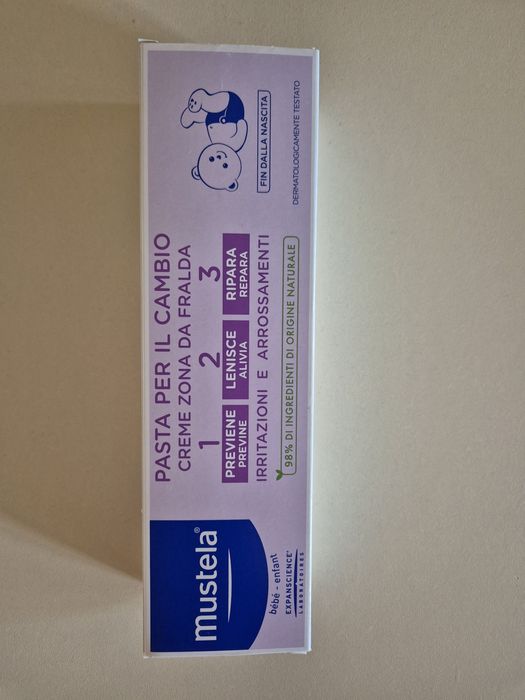 mustela®
bébé - enfant
EXPANSCIENCE®
LABORATOIRES
PASTA PER IL CAMBIO
CREME ZONA DA FRALDA
1 2 3
PREVIENE LENISCE RIPARA
PREVINE ALIVIA REPARA
IRRITAZIONI E ARROSSAMENTI
98% DI INGREDIENTI DI ORIGINE NATURALE
FIN DALLA NASCITA
DERMATOLOGICAMENTE TESTATO